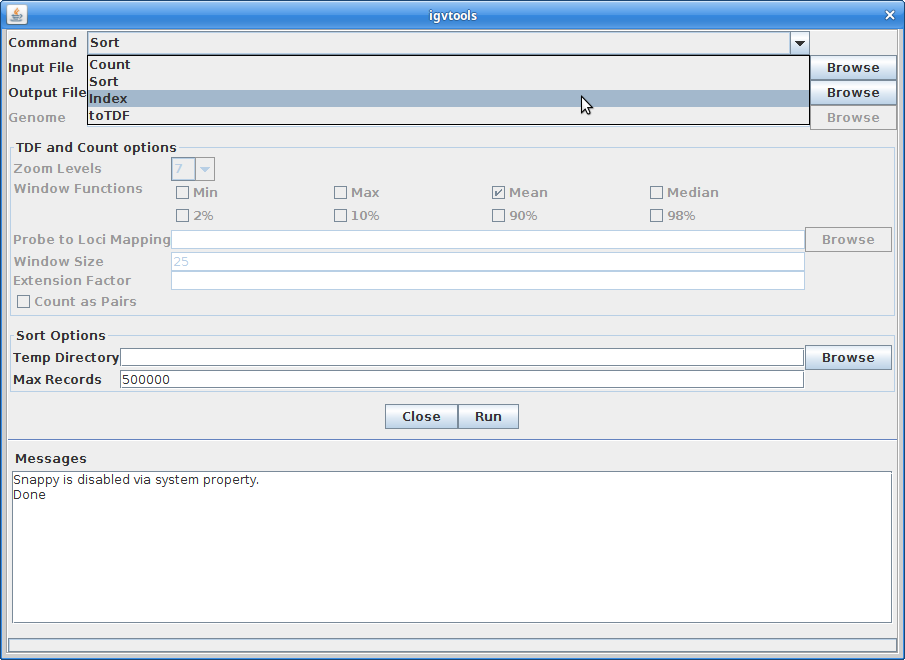 igvtools
Command Sort
Input File Count Browse
Sort
Output File Index Browse
Genome toTDF Browse
TDF and Count options
Zoom Levels 7
Window Functions Min Max Mean Median
2% 10% 90% 98%
Probe to Loci Mapping Browse
Window Size 25
Extension Factor
Count as Pairs
Sort Options
Temp Directory Browse
Max Records 500000
Close Run
Messages
Snappy is disabled via system property.
Done